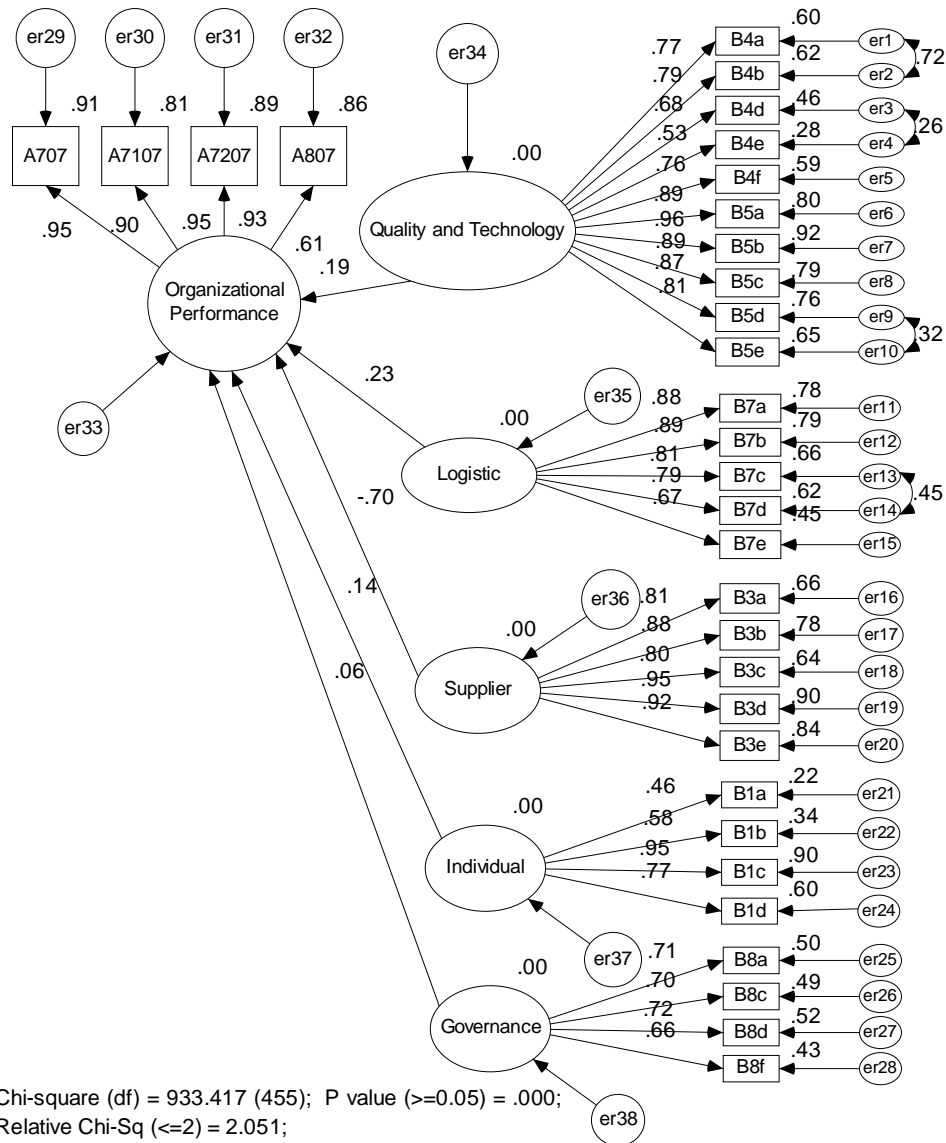 er29 er30 er31 er32
er34
.91 .81 .89 .86
A707 A7107 A7207 A807
.95 .90 .95 .93
.61
.19
Organizational
Performance
er33
.00
Quality and Technology
.77 B4a .60 er1
.79 B4b .62 er2
.72
.68 B4d .46 er3
.53 B4e .28 er4
.26
.76 B4f .59 er5
.89 B5a .80 er6
.96 B5b .92 er7
.89 B5c .79 er8
.87 B5d .76 er9
.81 B5e .65 er10
.32
.23
.00
er35
Logistic
.88 B7a .78 er11
.89 B7b .79 er12
.81 B7c .66 er13
.79 B7d .62 er14
.45
.67 B7e .45 er15
-.70
.00
er36
Supplier
.81 B3a .66 er16
.88 B3b .78 er17
.80 B3c .64 er18
.95 B3d .90 er19
.92 B3e .84 er20
.14
.00
Individual
er37
.46 B1a .22 er21
.58 B1b .34 er22
.95 B1c .90 er23
.77 B1d .60 er24
.06
.00
Governance
er38
.71 B8a .50 er25
.70 B8c .49 er26
.72 B8d .52 er27
.66 B8f .43 er28
Chi-square (df) = 933.417 (455); P value (>=0.05) = .000;
Relative Chi-Sq (<=2) = 2.051;